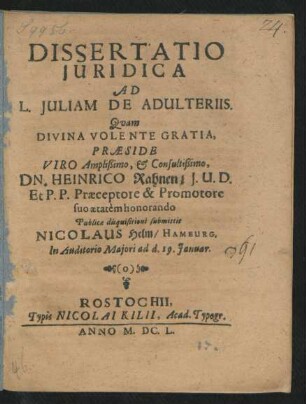 DISSERTATIO
JURIDICA
AD
L. JULIAM DE ADULTERIIS.
Quam
DIVINA VOLENTE GRATIA,
PRÆSIDE
VIRO Amplißimo, & Consultißimo,
DN. HEINRICO Rahnen; J. U. D.
Et P. P. Præceptore & Promotore
suo ætatem honorando
Publicæ disquisitioni submittit
NICOLAUS Helm/ HAMBURG.
In Auditorio Majori ad d. 19. Januar.
(o)
ROSTOCHII,
Typis NICOLAI KILII, Acad. Typogr.
ANNO M. DC. L.